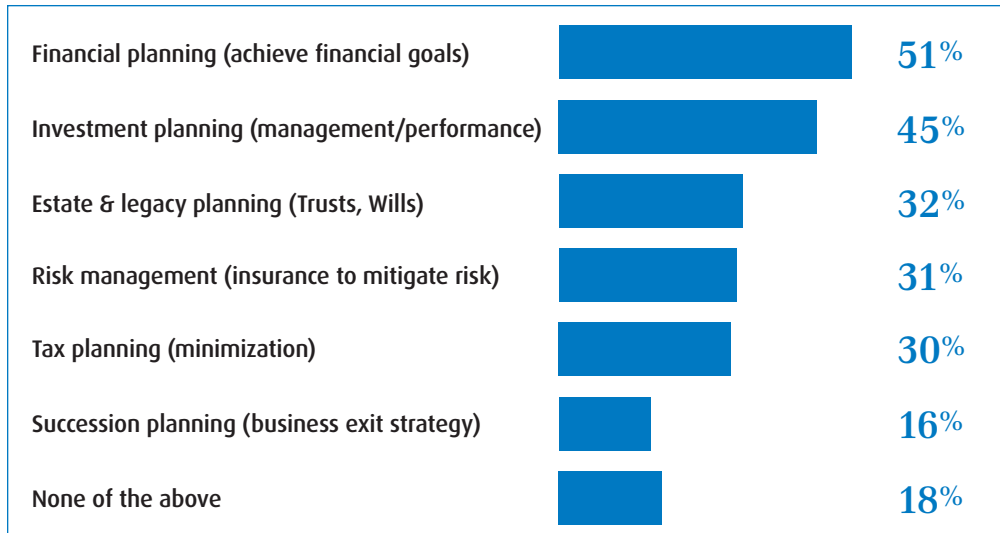 Financial planning (achieve financial goals) 51%
Investment planning (management/performance) 45%
Estate & legacy planning (Trusts, Wills) 32%
Risk management (insurance to mitigate risk) 31%
Tax planning (minimization) 30%
Succession planning (business exit strategy) 16%
None of the above 18%